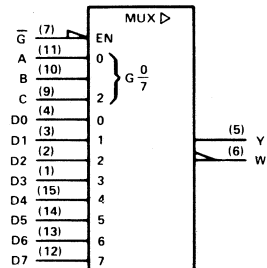 MUX ▷
G̅ (7) EN
A (11) 0
B (10) G 0/7
C (9) 2
D0 (4) 0
D1 (3) 1 (5) Y
D2 (2) 2 (6) W
D3 (1) 3
D4 (15) 4
D5 (14) 5
D6 (13) 6
D7 (12) 7